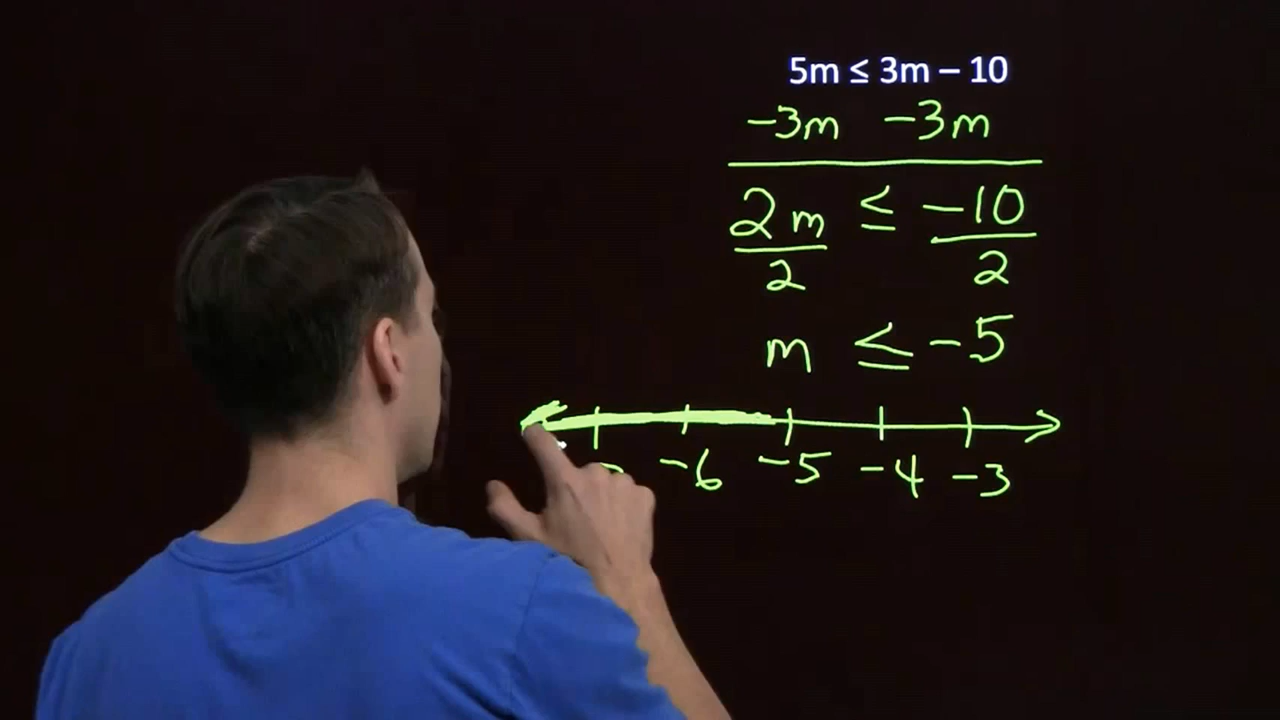 5m ≤ 3m – 10
-3m -3m
2m ≤ -10
2 2
m ≤ -5
-6 -5 -4 -3